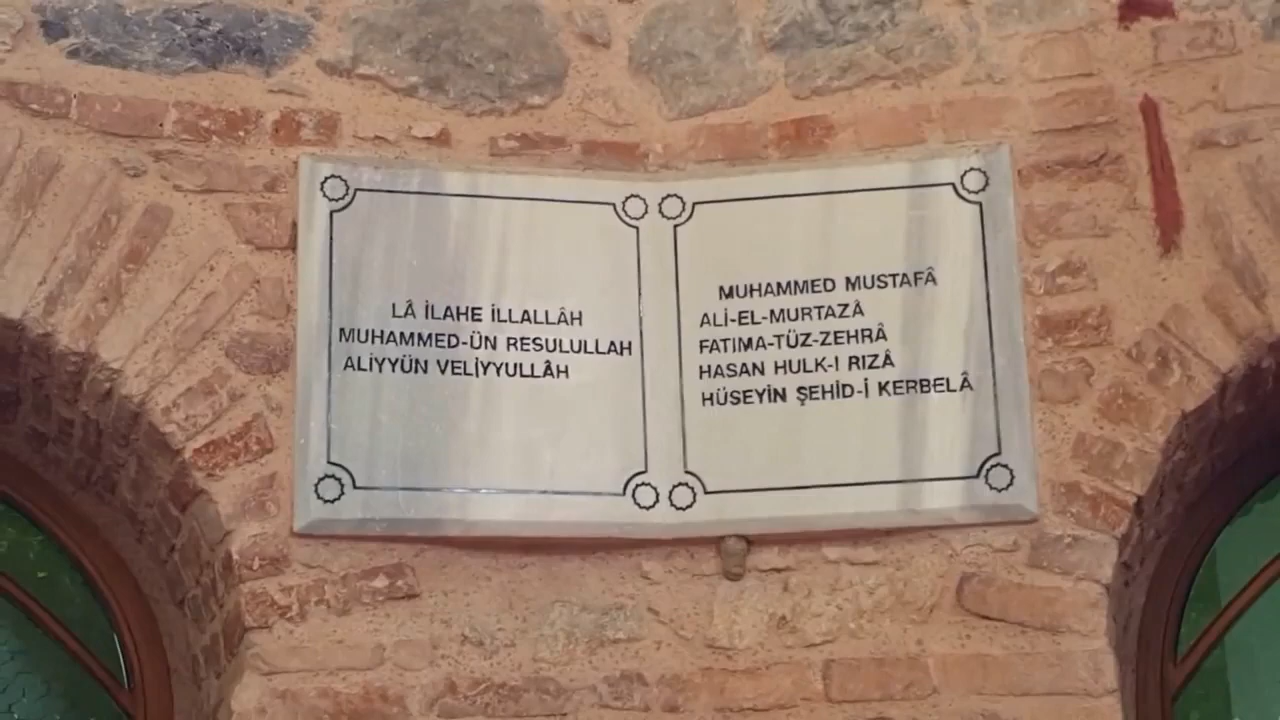 LÂ İLAHE İLLALLÂH
MUHAMMED-ÜN RESULULLAH
ALİYYÜN VELİYYULLÂH
MUHAMMED MUSTAFÂ
ALİ-EL-MURTAZÂ
FATIMA-TÜZ-ZEHRÂ
HASAN HULK-I RIZÂ
HÜSEYİN ŞEHİD-İ KERBELÂ